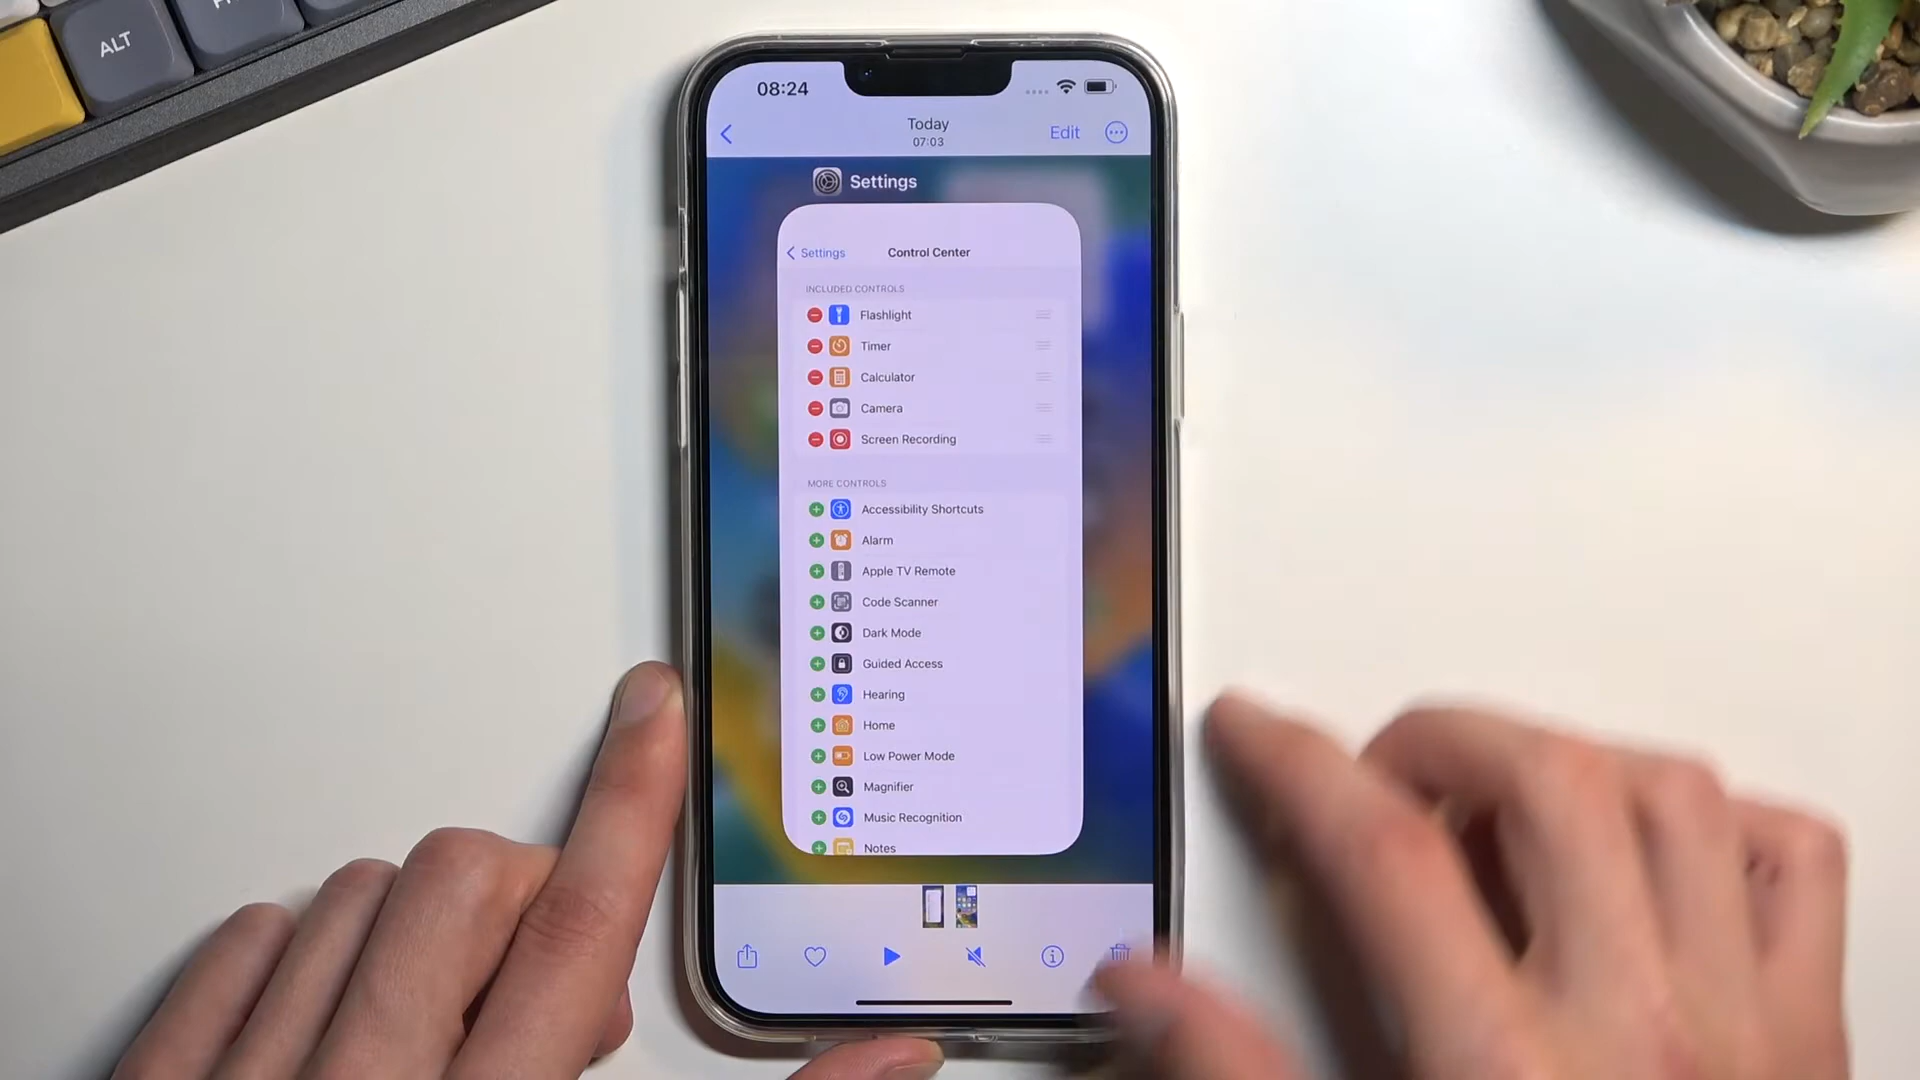 ALT
08:24
Today
07:03
Edit
Settings
Settings
Control Center
INCLUDED CONTROLS
Flashlight
Timer
Calculator
Camera
Screen Recording
MORE CONTROLS
Accessibility Shortcuts
Alarm
Apple TV Remote
Code Scanner
Dark Mode
Guided Access
Hearing
Home
Low Power Mode
Magnifier
Music Recognition
Notes